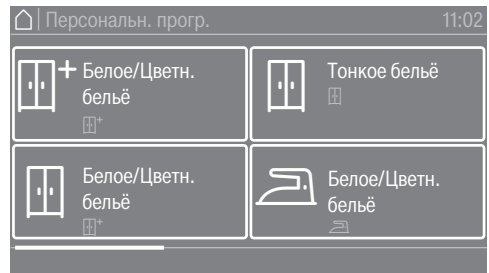 Персональн. прогр.
11:02
Белое/Цветн.
бельё
Тонкое бельё
Белое/Цветн.
бельё
Белое/Цветн.
бельё